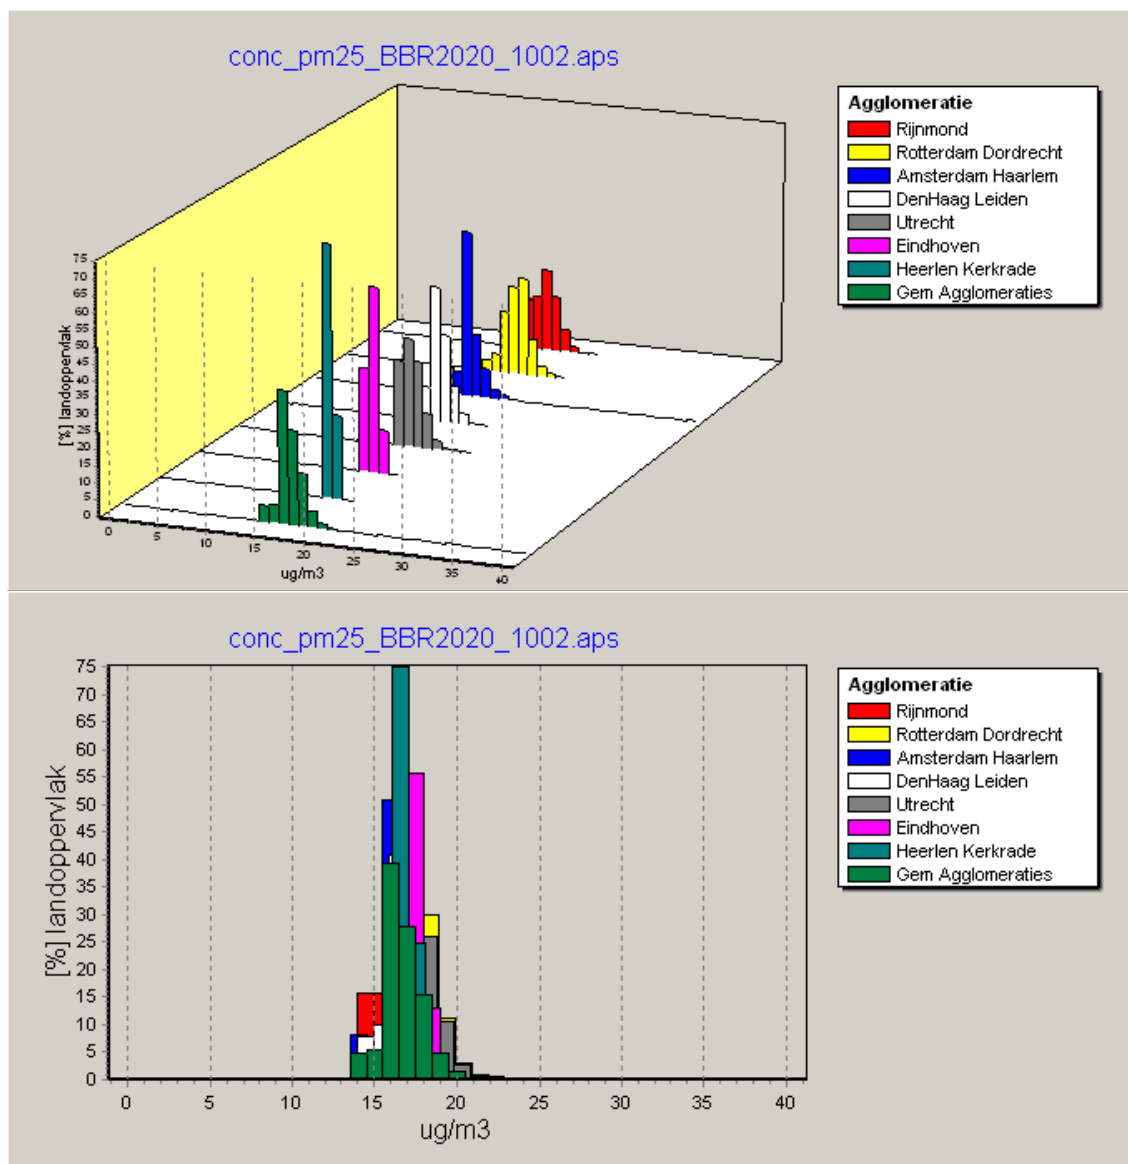 conc_pm25_BBR2020_1002.aps
Agglomeratie
Rijnmond
Rotterdam Dordrecht
Amsterdam Haarlem
DenHaag Leiden
Utrecht
Eindhoven
Heerlen Kerkrade
Gem Agglomeraties
[%] landoppervlak
75
70
65
60
55
50
45
40
35
30
25
20
15
10
5
0
0 5 10 15 20 25 30 35 40
ug/m3
conc_pm25_BBR2020_1002.aps
Agglomeratie
Rijnmond
Rotterdam Dordrecht
Amsterdam Haarlem
DenHaag Leiden
Utrecht
Eindhoven
Heerlen Kerkrade
Gem Agglomeraties
[%] landoppervlak
75
70
65
60
55
50
45
40
35
30
25
20
15
10
5
0
0 5 10 15 20 25 30 35 40
ug/m3